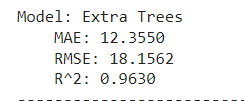 Model: Extra Trees
MAE: 12.3550
RMSE: 18.1562
R^2: 0.9630
--------------------------